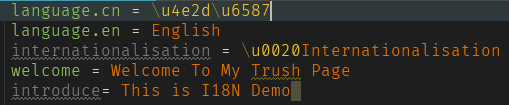 language.cn = \u4e2d\u6587
language.en = English
internationalisation = \u0020Internationalisation
welcome = Welcome To My Trush Page
introduce= This is I18N Demo